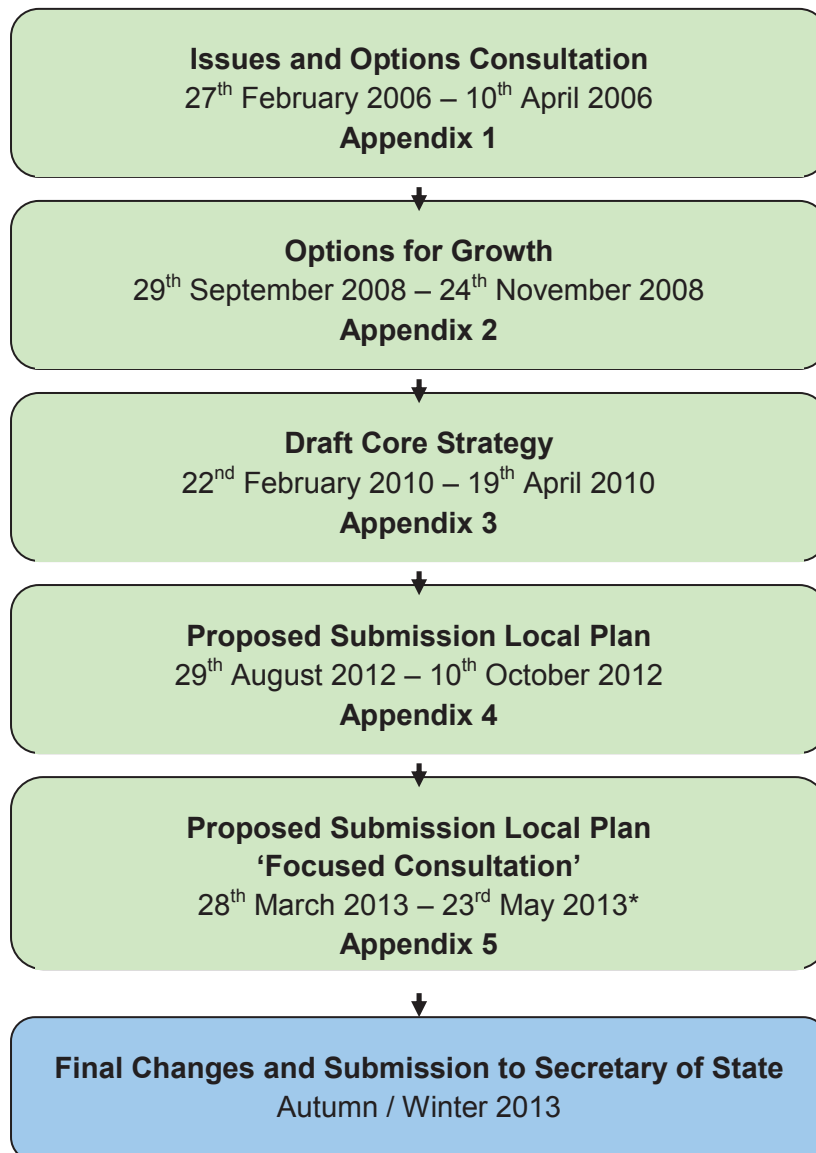 Issues and Options Consultation
27th February 2006 – 10th April 2006
Appendix 1
Options for Growth
29th September 2008 – 24th November 2008
Appendix 2
Draft Core Strategy
22nd February 2010 – 19th April 2010
Appendix 3
Proposed Submission Local Plan
29th August 2012 – 10th October 2012
Appendix 4
Proposed Submission Local Plan
‘Focused Consultation’
28th March 2013 – 23rd May 2013*
Appendix 5
Final Changes and Submission to Secretary of State
Autumn / Winter 2013